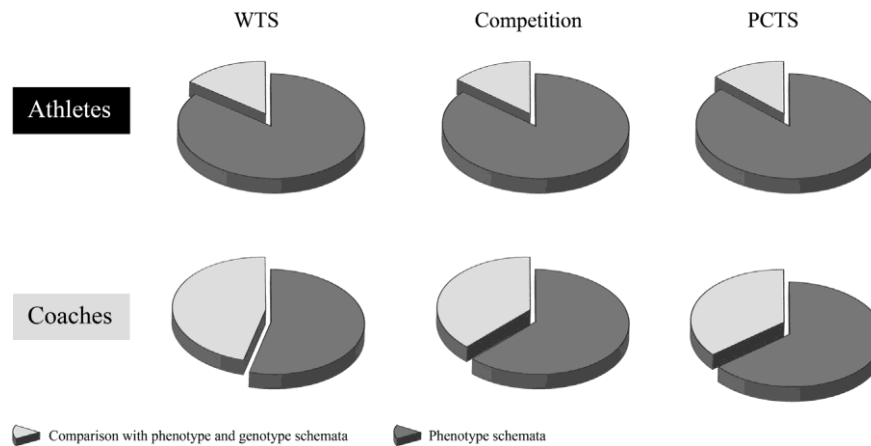 WTS Competition PCTS
Athletes
Coaches
Comparison with phenotype and genotype schemata Phenotype schemata